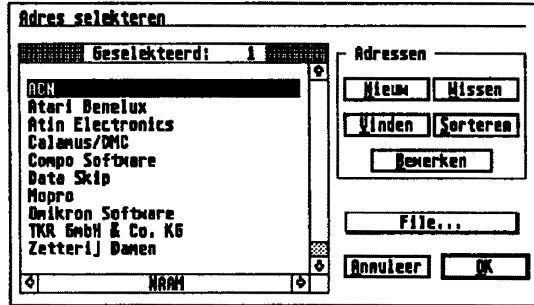 Adres selekteren
Geselekteerd: 1
ACN
Atari Benelux
Atin Electronics
Calamus/DMC
Compo Software
Data Skip
Mopro
Omikron Software
TKR GmbH & Co. KG
Zetterij Damen
NAAM
Adressen
Nieuw Wissen
Vinden Sorteren
Bewerken
File...
Annuleer OK